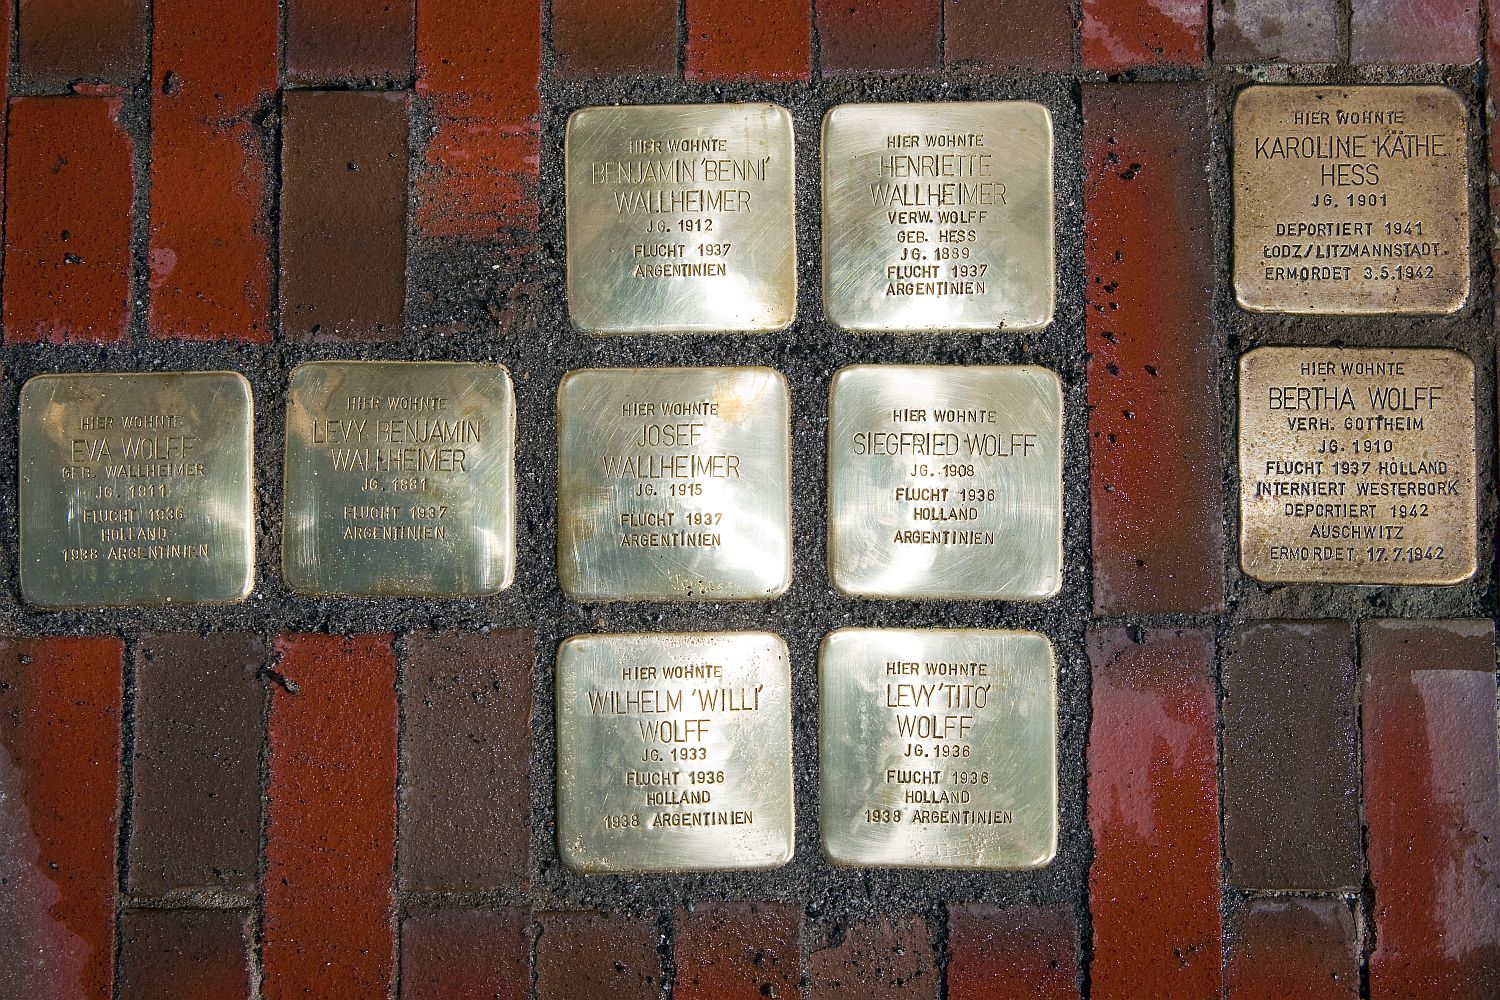 HIER WOHNTE
BENJAMIN 'BENNI'
WALLHEIMER
JG. 1912
FLUCHT 1937
ARGENTINIEN
HIER WOHNTE
HENRIETTE
WALLHEIMER
VERW. WOLFF
GEB. HESS
JG. 1889
FLUCHT 1937
ARGENTINIEN
HIER WOHNTE
KAROLINE 'KÄTHE'
HESS
JG. 1901
DEPORTIERT 1941
ŁODZ/LITZMANNSTADT
ERMORDET 3.5.1942
HIER WOHNTE
EVA WOLFF
GEB. WALLHEIMER
JG. 1911
FLUCHT 1936
HOLLAND
1938 ARGENTINIEN
HIER WOHNTE
LEVY BENJAMIN
WALLHEIMER
JG. 1881
FLUCHT 1937
ARGENTINIEN
HIER WOHNTE
JOSEF
WALLHEIMER
JG. 1915
FLUCHT 1937
ARGENTINIEN
HIER WOHNTE
SIEGFRIED WOLFF
JG. 1908
FLUCHT 1936
HOLLAND
ARGENTINIEN
HIER WOHNTE
BERTHA WOLFF
VERH. GOTTHEIM
JG. 1910
FLUCHT 1937 HOLLAND
INTERNIERT WESTERBORK
DEPORTIERT 1942
AUSCHWITZ
ERMORDET 17.7.1942
HIER WOHNTE
WILHELM 'WILLI'
WOLFF
JG. 1933
FLUCHT 1936
HOLLAND
1938 ARGENTINIEN
HIER WOHNTE
LEVY 'TITO'
WOLFF
JG. 1936
FLUCHT 1936
HOLLAND
1938 ARGENTINIEN